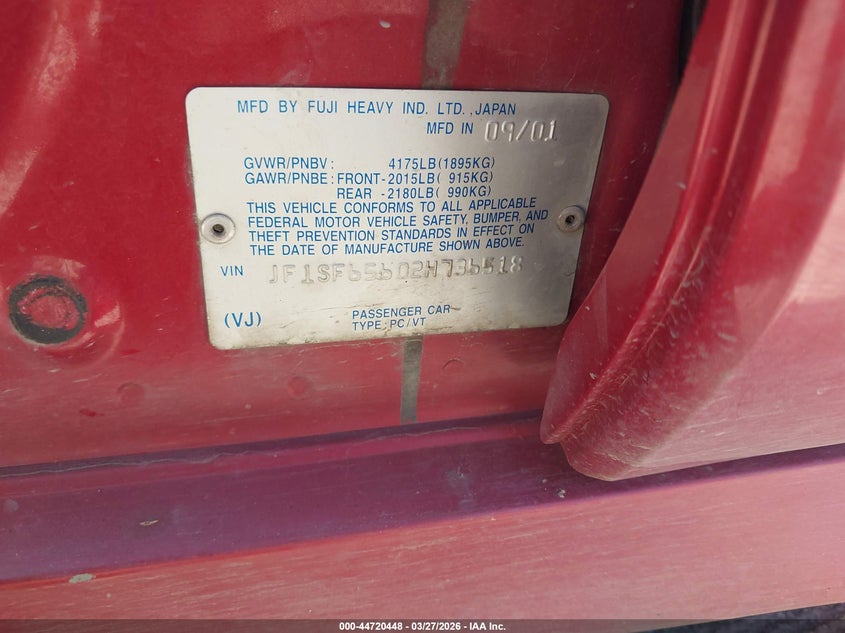 MFD BY FUJI HEAVY IND. LTD., JAPAN
MFD IN 09/01
GVWR/PNBV: 4175LB(1895KG)
GAWR/PNBE: FRONT-2015LB( 915KG)
REAR -2180LB( 990KG)
THIS VEHICLE CONFORMS TO ALL APPLICABLE
FEDERAL MOTOR VEHICLE SAFETY, BUMPER, AND
THEFT PREVENTION STANDARDS IN EFFECT ON
THE DATE OF MANUFACTURE SHOWN ABOVE.
VIN JF1SF65602H736518
(VJ) PASSENGER CAR
TYPE: PC/VT
000-44720448 - 03/27/2026 - IAA Inc.